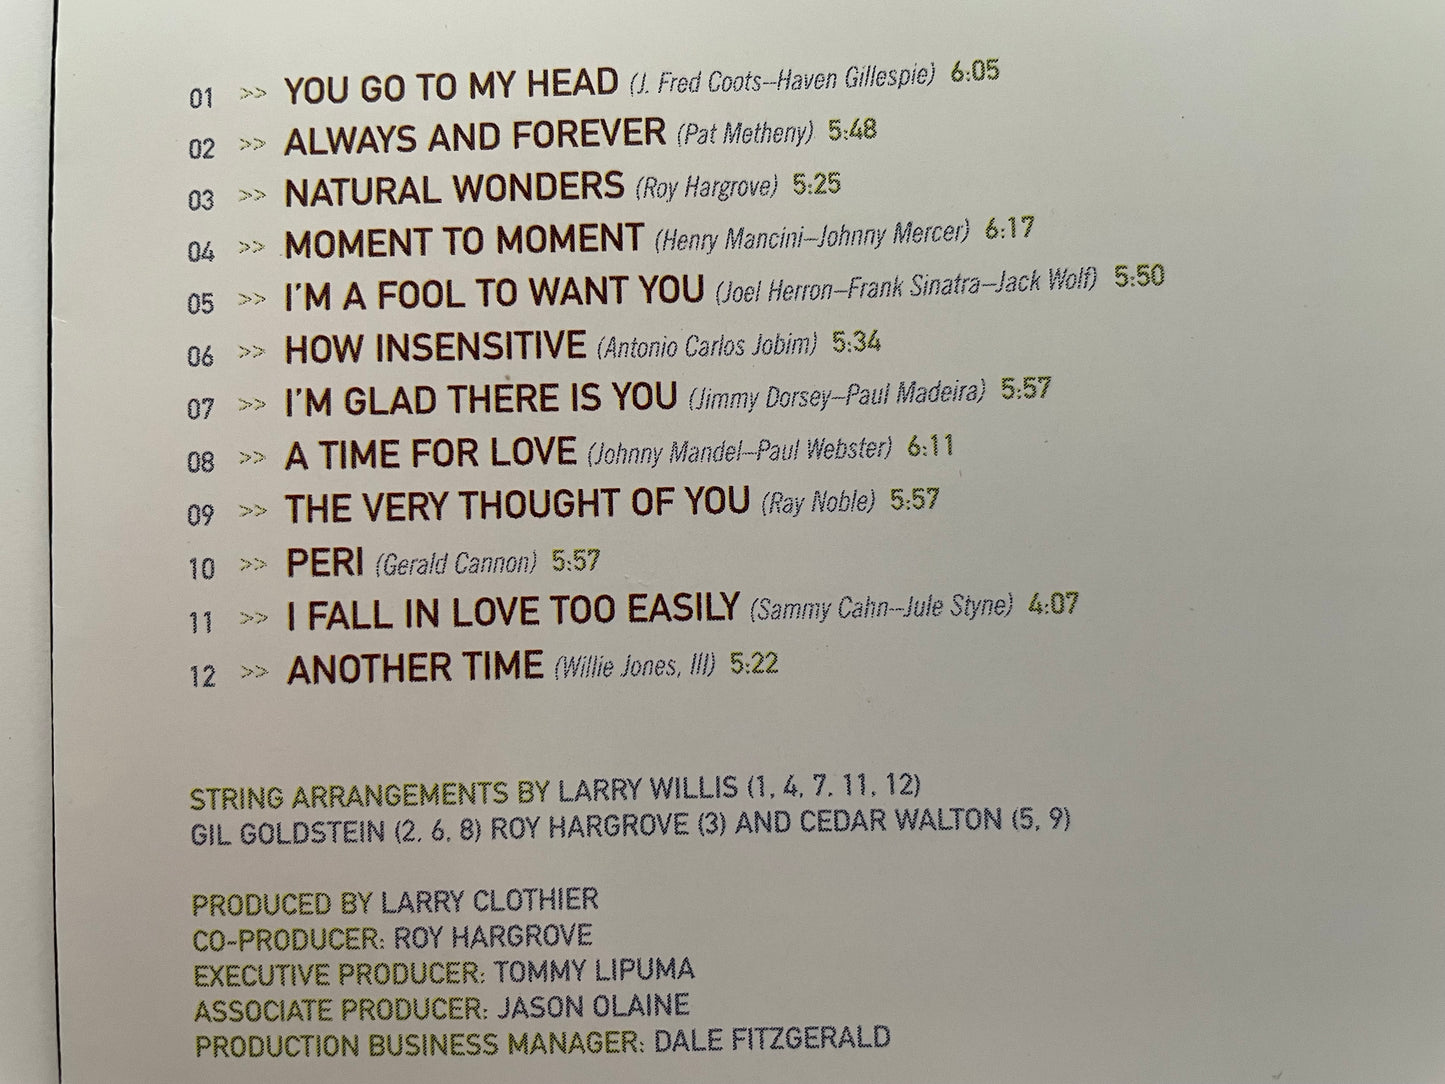 01 >> YOU GO TO MY HEAD (J. Fred Coots–Haven Gillespie) 6:05
02 >> ALWAYS AND FOREVER (Pat Metheny) 5:48
03 >> NATURAL WONDERS (Roy Hargrove) 5:25
04 >> MOMENT TO MOMENT (Henry Mancini–Johnny Mercer) 6:17
05 >> I'M A FOOL TO WANT YOU (Joel Herron–Frank Sinatra–Jack Wolf) 5:50
06 >> HOW INSENSITIVE (Antonio Carlos Jobim) 5:34
07 >> I'M GLAD THERE IS YOU (Jimmy Dorsey–Paul Madeira) 5:57
08 >> A TIME FOR LOVE (Johnny Mandel–Paul Webster) 6:11
09 >> THE VERY THOUGHT OF YOU (Ray Noble) 5:57
10 >> PERI (Gerald Cannon) 5:57
11 >> I FALL IN LOVE TOO EASILY (Sammy Cahn–Jule Styne) 4:07
12 >> ANOTHER TIME (Willie Jones, III) 5:22
STRING ARRANGEMENTS BY LARRY WILLIS (1, 4, 7. 11, 12)
GIL GOLDSTEIN (2, 6, 8) ROY HARGROVE (3) AND CEDAR WALTON (5, 9)
PRODUCED BY LARRY CLOTHIER
CO-PRODUCER: ROY HARGROVE
EXECUTIVE PRODUCER: TOMMY LIPUMA
ASSOCIATE PRODUCER: JASON OLAINE
PRODUCTION BUSINESS MANAGER: DALE FITZGERALD